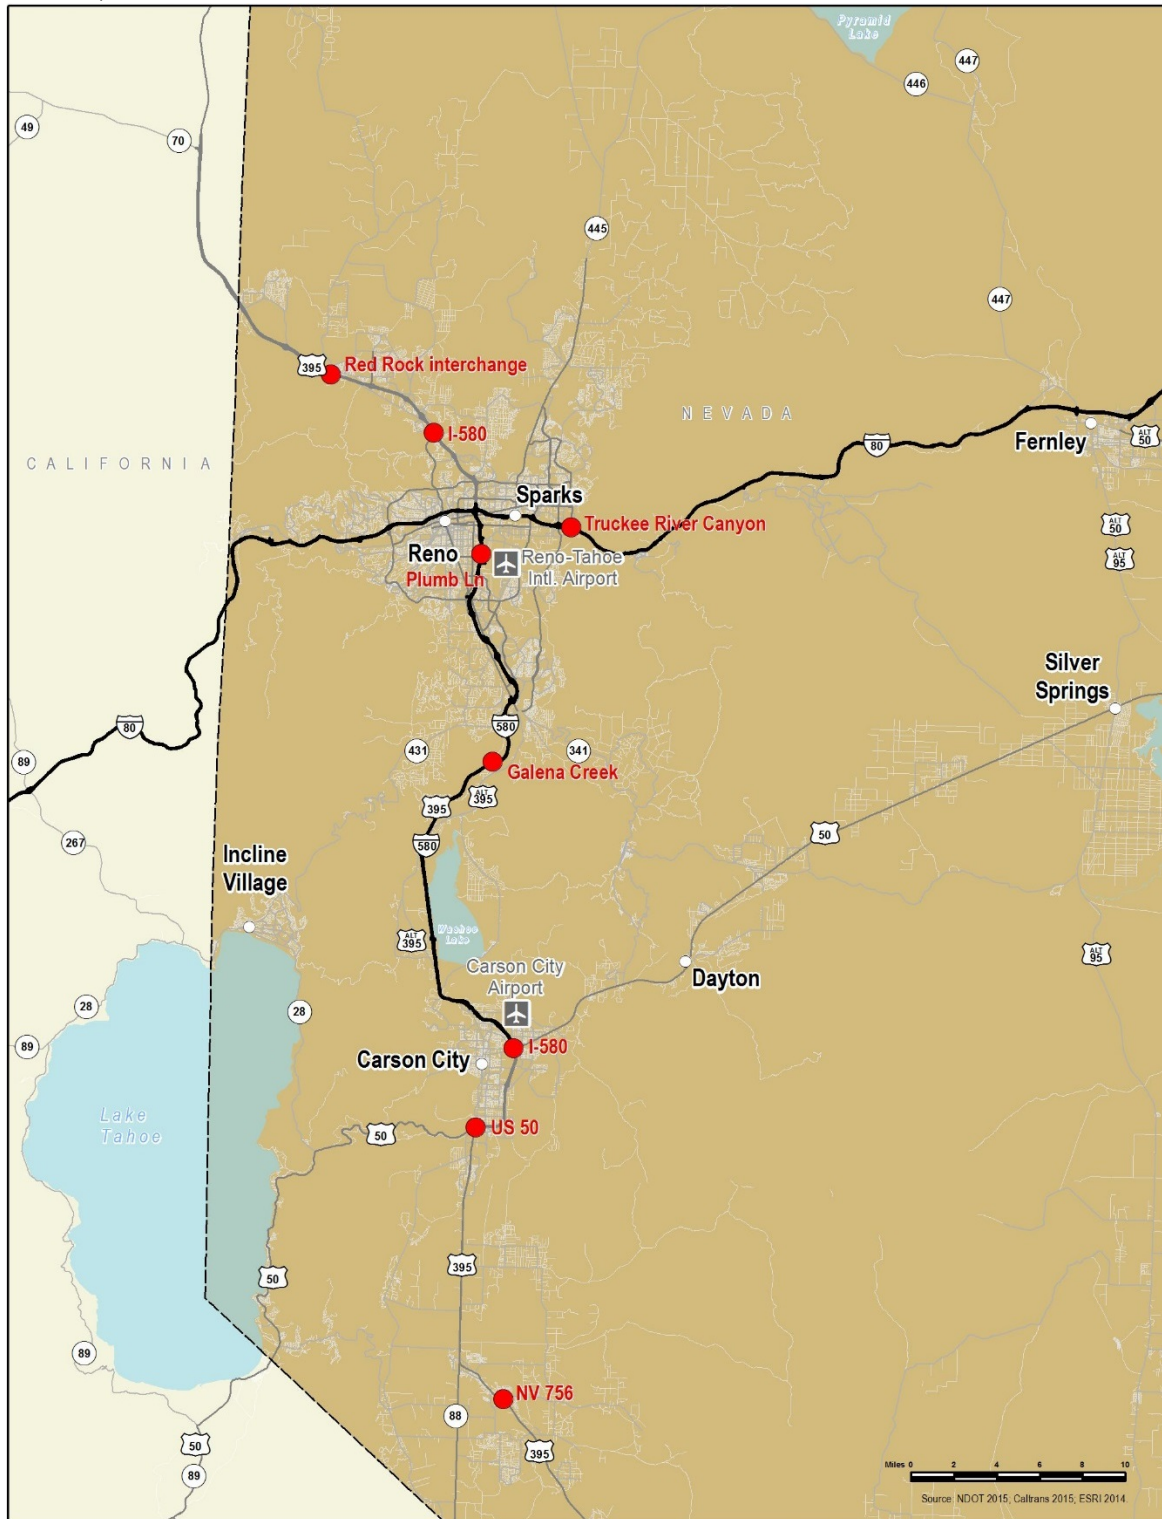 Pyramid
Lake
447
446
49
70
445
447
395
Red Rock interchange
NEVADA
I-580
80
Fernley
ALT
50
CALIFORNIA
Sparks
Truckee River Canyon
ALT
50
Reno
Reno-Tahoe
Intl. Airport
Plumb Ln
ALT
95
Silver
Springs
80
580
431
341
89
Galena Creek
ALT
395
395
50
267
580
Incline
Village
Washoe
Lake
ALT
395
ALT
95
Carson City
Airport
Dayton
28
28
89
I-580
Carson City
Lake
Tahoe
US 50
50
395
50
89
NV 756
88
50
395
89
Miles 0 2 4 6 8 10
Source: NDOT 2015; Caltrans 2015; ESRI 2014.